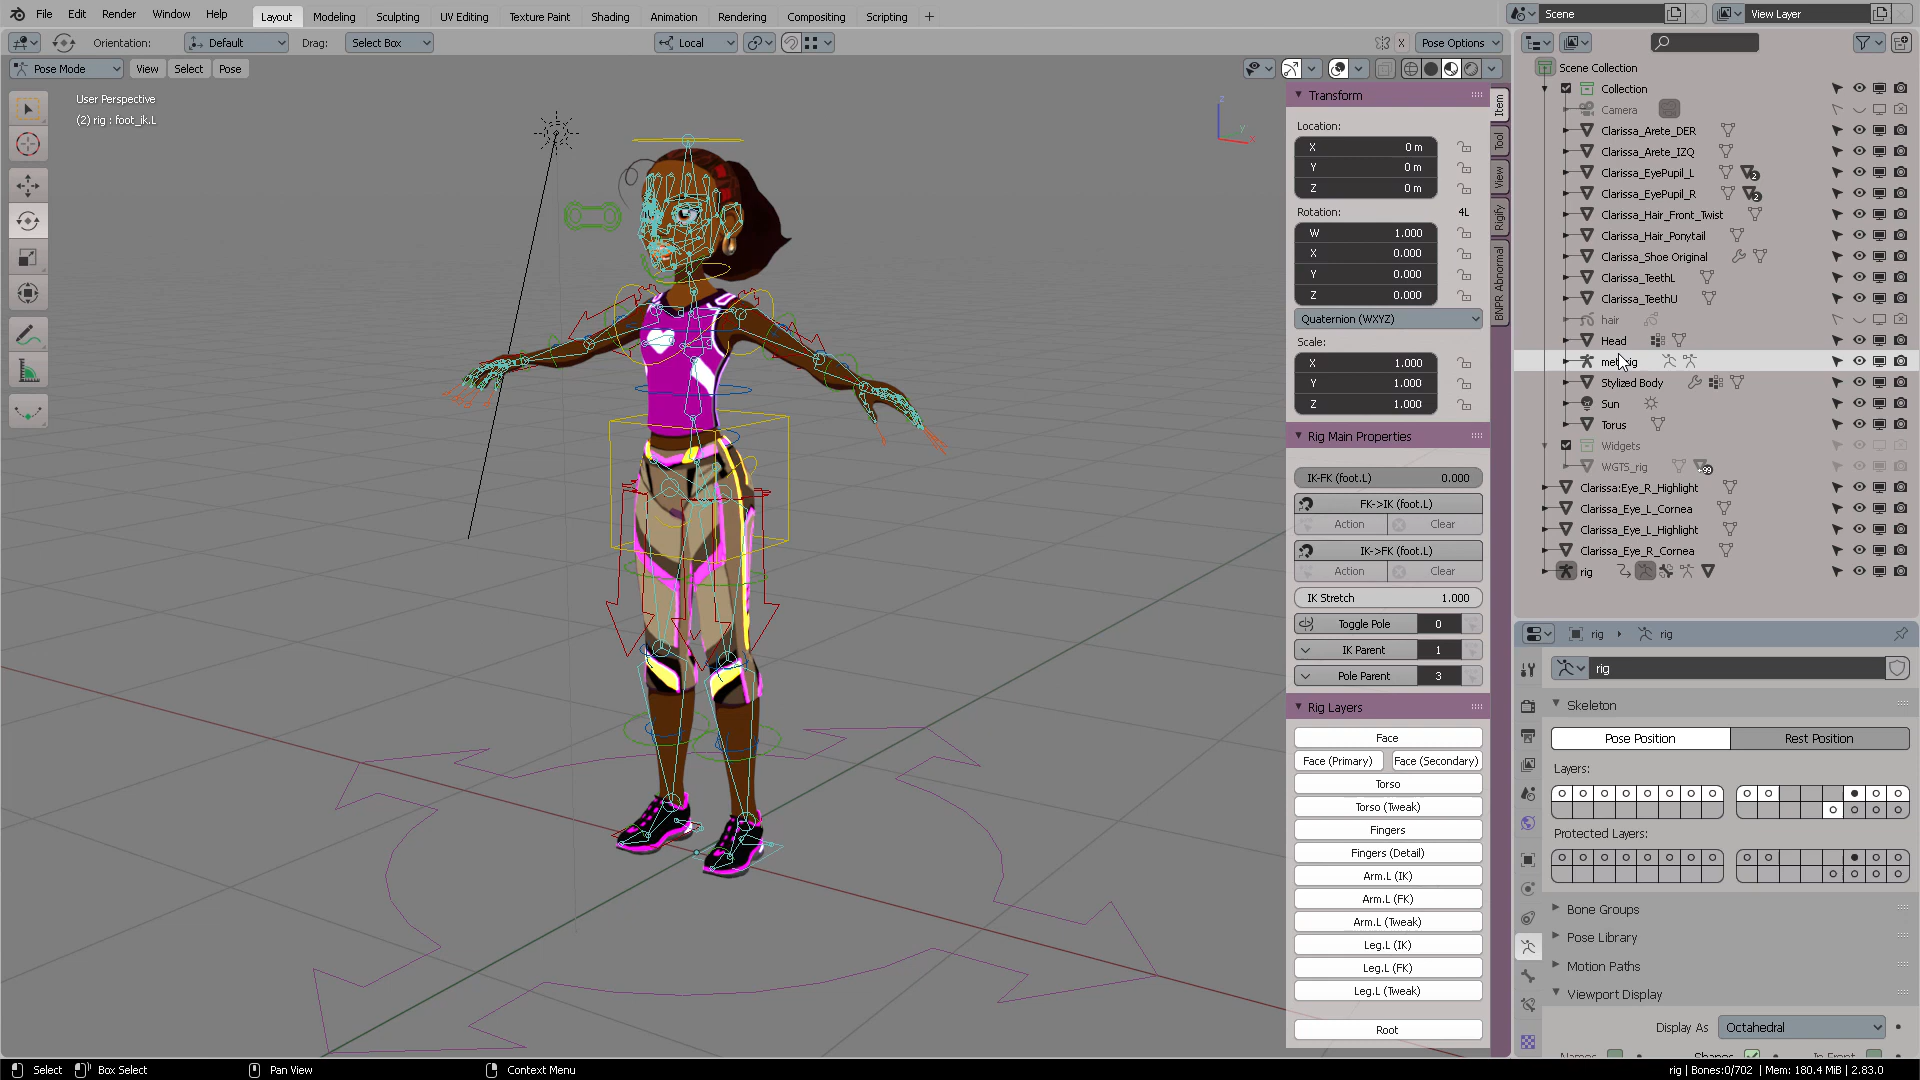 File Edit Render Window Help Layout Modeling Sculpting UV Editing Texture Paint Shading Animation Rendering Compositing Scripting + Scene View Layer
Orientation: Default Drag: Select Box Local X Pose Options
Pose Mode View Select Pose
User Perspective
(2) rig : foot_ik.L
Z
Y
X
Transform
Location:
X 0 m
Y 0 m
Z 0 m
Rotation: 4L
W 1.000
X 0.000
Y 0.000
Z 0.000
Quaternion (WXYZ)
Scale:
X 1.000
Y 1.000
Z 1.000
Rig Main Properties
IK-FK (foot.L) 0.000
FK->IK (foot.L)
Action Clear
IK->FK (foot.L)
Action Clear
IK Stretch 1.000
Toggle Pole 0
IK Parent 1
Pole Parent 3
Rig Layers
Face
Face (Primary) Face (Secondary)
Torso
Torso (Tweak)
Fingers
Fingers (Detail)
Arm.L (IK)
Arm.L (FK)
Arm.L (Tweak)
Leg.L (IK)
Leg.L (FK)
Leg.L (Tweak)
Root
Item
Tool
View
Rigify
BNPR Abnormal
Scene Collection
Collection
Camera
Clarissa_Arete_DER
Clarissa_Arete_IZQ
Clarissa_EyePupil_L 2
Clarissa_EyePupil_R 2
Clarissa_Hair_Front_Twist
Clarissa_Hair_Ponytail
Clarissa_Shoe Original
Clarissa_TeethL
Clarissa_TeethU
hair
Head
Stylized Body
Sun
Torus
Widgets
WGTS_rig 99
Clarissa:Eye_R_Highlight
Clarissa_Eye_L_Cornea
Clarissa_Eye_L_Highlight
Clarissa_Eye_R_Cornea
rig
rig rig
rig
Skeleton
Pose Position Rest Position
Layers:
Protected Layers:
Bone Groups
Pose Library
Motion Paths
Viewport Display
Display As Octahedral
Names Shapes In Front
Select Box Select Pan View Context Menu rig | Bones:0/702 | Mem: 180.4 MiB | 2.83.0